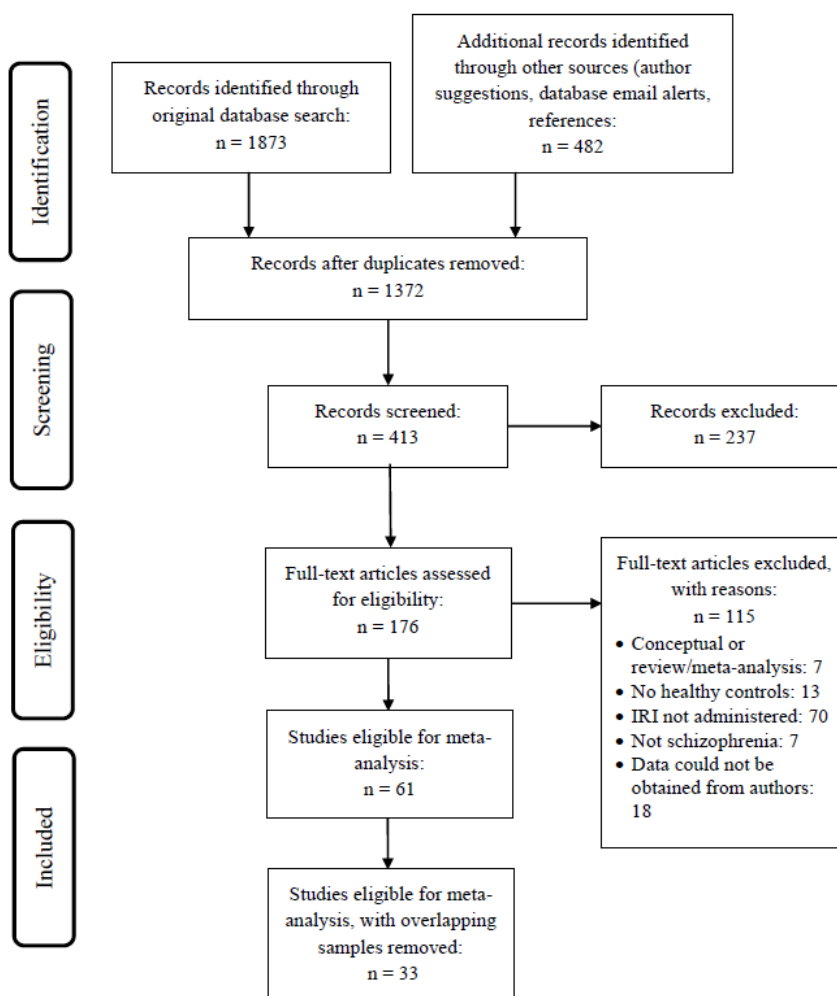 Identification
Records identified through
original database search:
n = 1873
Additional records identified
through other sources (author
suggestions, database email alerts,
references:
n = 482
Records after duplicates removed:
n = 1372
Screening
Records screened:
n = 413
Records excluded:
n = 237
Eligibility
Full-text articles assessed
for eligibility:
n = 176
Full-text articles excluded,
with reasons:
n = 115
• Conceptual or
review/meta-analysis: 7
• No healthy controls: 13
• IRI not administered: 70
• Not schizophrenia: 7
• Data could not be
obtained from authors:
18
Studies eligible for meta-
analysis:
n = 61
Included
Studies eligible for meta-
analysis, with overlapping
samples removed:
n = 33